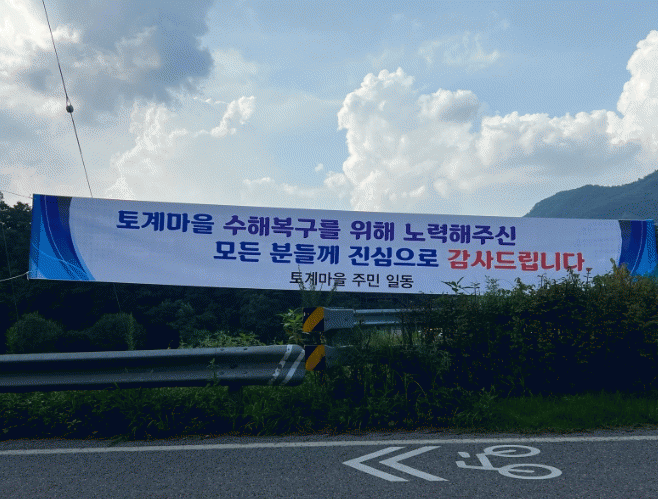 토계마을 수해복구를 위해 노력해주신
모든 분들께 진심으로 감사드립니다.
토계마을 주민 일동